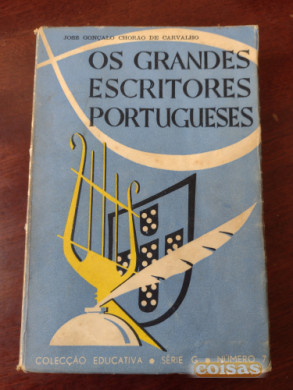 JOSÉ GONÇALO CHORÃO DE CARVALHO
OS GRANDES
ESCRITORES
PORTUGUESES
COLECÇÃO EDUCATIVA • SÉRIE G • NÚMERO 7
coisas